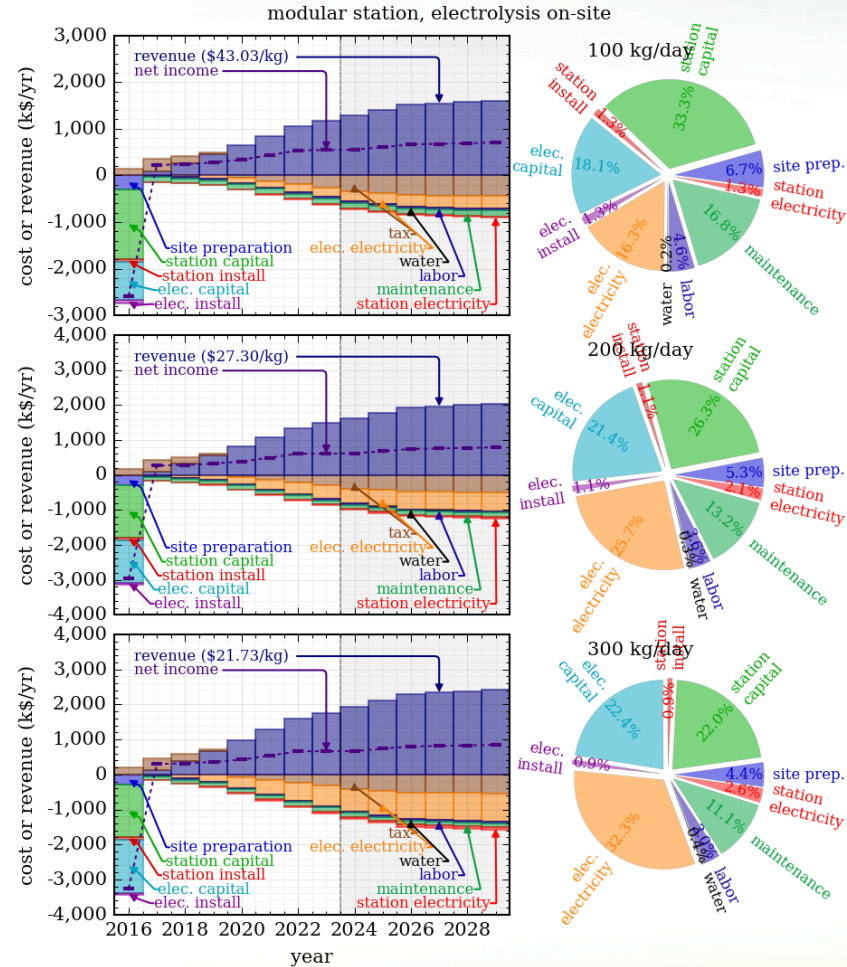 modular station, electrolysis on-site
cost or revenue (k$/yr)
3,000
2,000
1,000
0
-1,000
-2,000
-3,000
revenue ($43.03/kg)
net income
tax
elec. electricity
water
labor
maintenance
station electricity
site preparation
station capital
station install
elec. capital
elec. install
100 kg/day
station
capital
33.3%
site prep.
6.7%
station
electricity
1.3%
maintenance
16.8%
labor
4.6%
water
0.2%
elec.
electricity
16.3%
elec.
install
1.3%
elec.
capital
18.1%
station
install
1.3%
cost or revenue (k$/yr)
4,000
3,000
2,000
1,000
0
-1,000
-2,000
-3,000
-4,000
revenue ($27.30/kg)
net income
tax
elec. electricity
water
labor
maintenance
station electricity
site preparation
station capital
station install
elec. capital
elec. install
200 kg/day
station
capital
26.3%
site prep.
5.3%
station
electricity
2.1%
maintenance
13.2%
labor
3.6%
water
0.3%
elec.
electricity
25.7%
elec.
install
1.1%
elec.
capital
21.4%
station
install
1.1%
cost or revenue (k$/yr)
4,000
3,000
2,000
1,000
0
-1,000
-2,000
-3,000
-4,000
revenue ($21.73/kg)
net income
tax
elec. electricity
water
labor
maintenance
station electricity
site preparation
station capital
station install
elec. capital
elec. install
2016 2018 2020 2022 2024 2026 2028
year
300 kg/day
station
capital
22.0%
site prep.
4.4%
station
electricity
2.6%
maintenance
11.1%
labor
3.0%
water
0.4%
elec.
electricity
32.3%
elec.
install
0.9%
elec.
capital
22.4%
station
install
0.9%